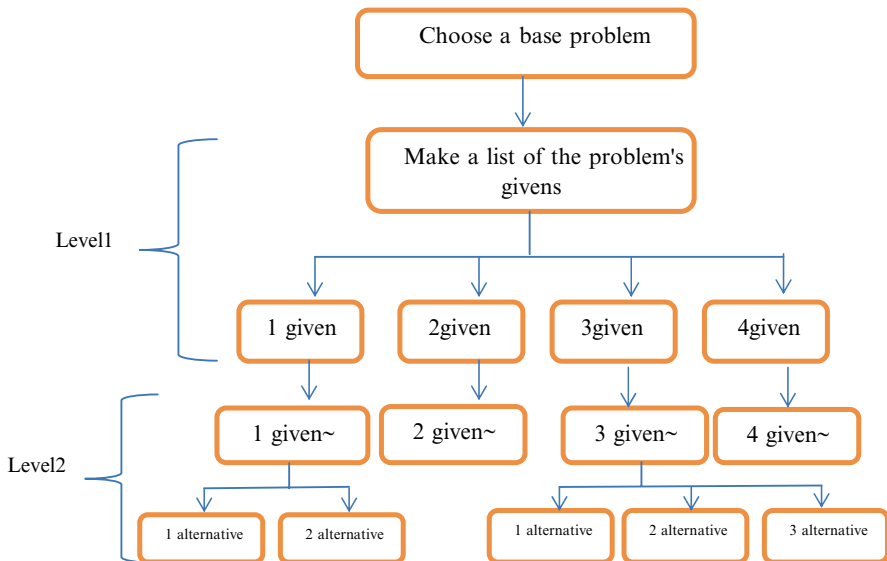 Choose a base problem
Make a list of the problem's
givens
Level1
1 given
2given
3given
4given
1 given~
2 given~
3 given~
4 given~
Level2
1 alternative
2 alternative
1 alternative
2 alternative
3 alternative